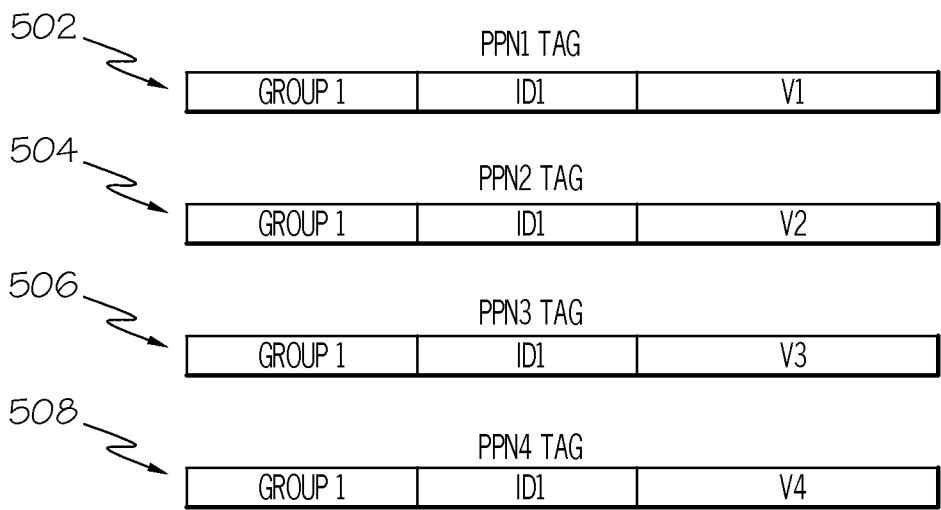 502
PPN1 TAG
GROUP 1 ID1 V1
504
PPN2 TAG
GROUP 1 ID1 V2
506
PPN3 TAG
GROUP 1 ID1 V3
508
PPN4 TAG
GROUP 1 ID1 V4